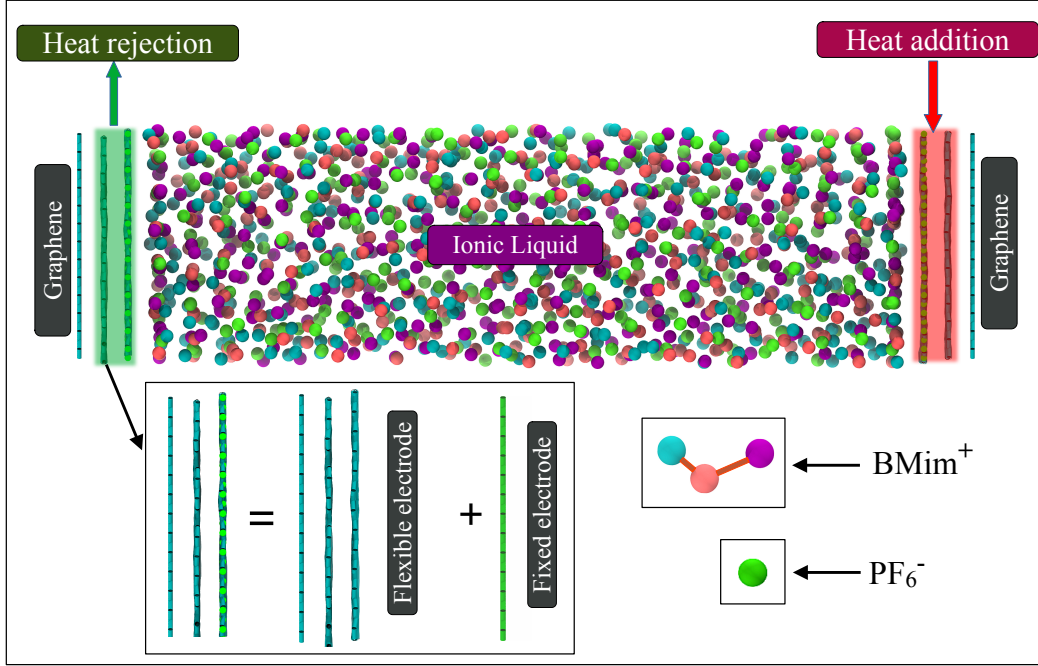 Heat rejection
Heat addition
Graphene
Ionic Liquid
Graphene
=
+
Flexible electrode
Fixed electrode
BMim⁺
PF₆⁻